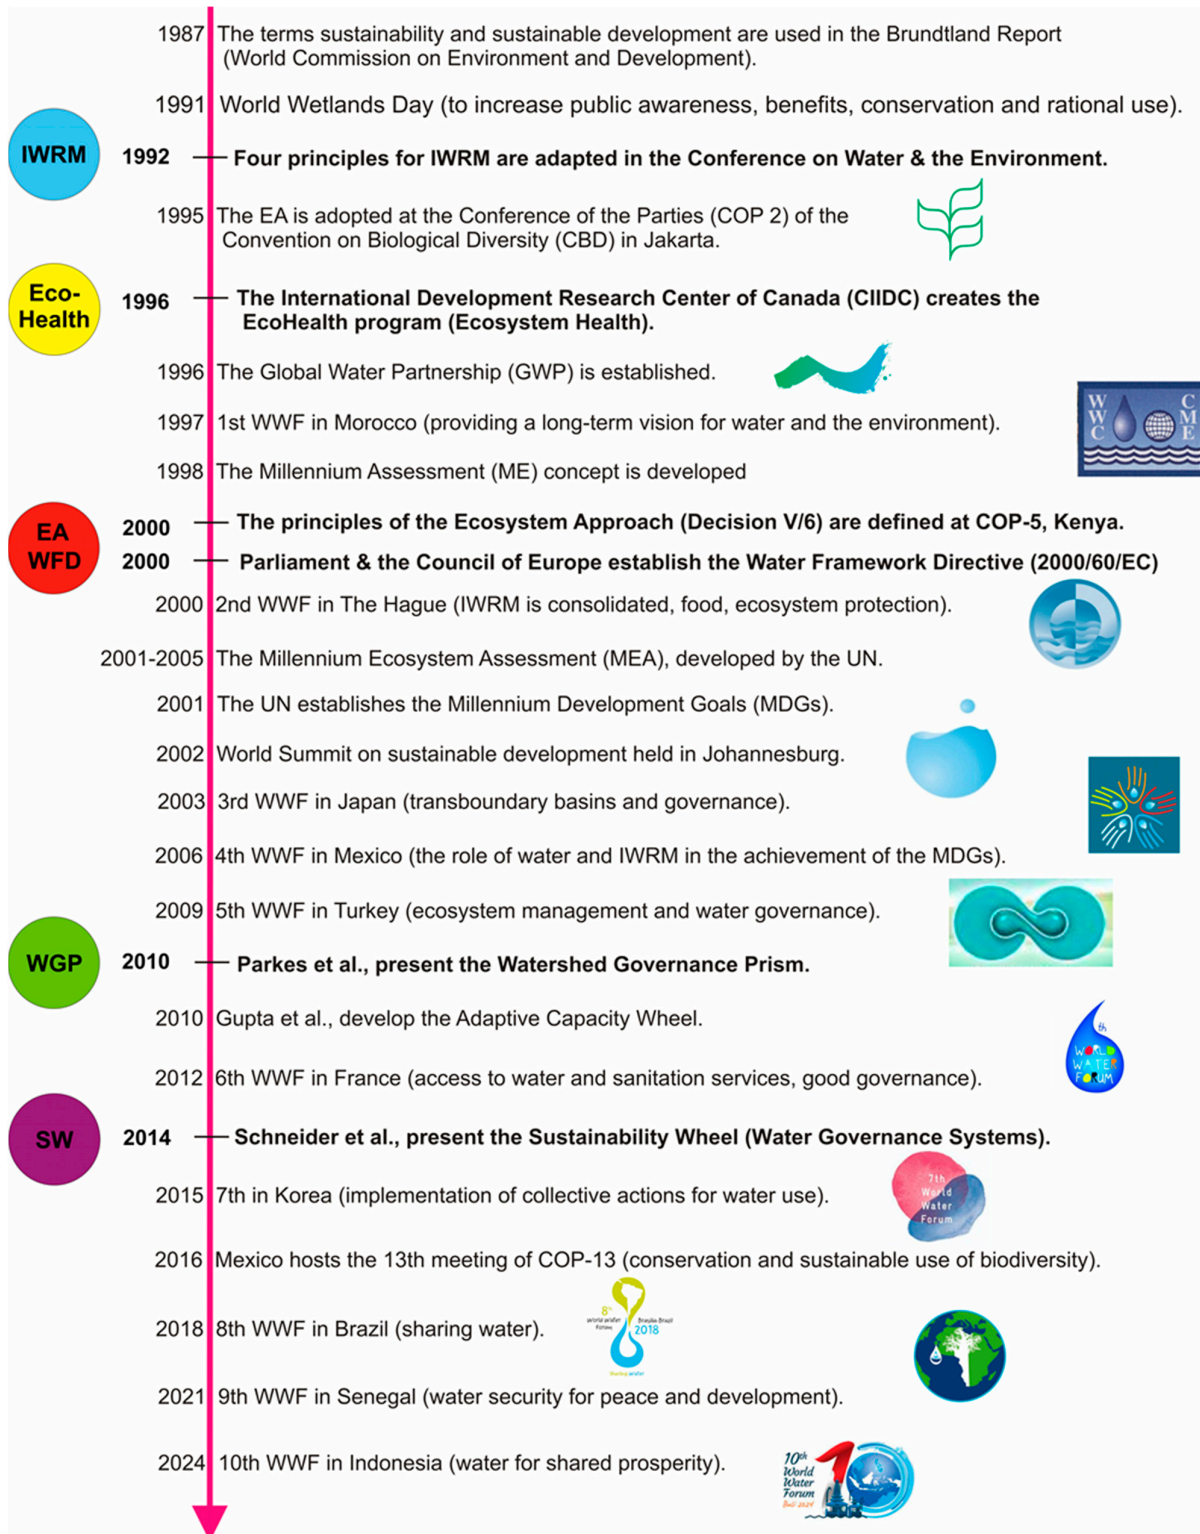 1987 The terms sustainability and sustainable development are used in the Brundtland Report
(World Commission on Environment and Development).
1991 World Wetlands Day (to increase public awareness, benefits, conservation and rational use).
IWRM 1992 Four principles for IWRM are adapted in the Conference on Water & the Environment.
1995 The EA is adopted at the Conference of the Parties (COP 2) of the
Convention on Biological Diversity (CBD) in Jakarta.
Eco-
Health
1996 The International Development Research Center of Canada (CIIDC) creates the
EcoHealth program (Ecosystem Health).
1996 The Global Water Partnership (GWP) is established.
1997 1st WWF in Morocco (providing a long-term vision for water and the environment).
WWC CME
1998 The Millennium Assessment (ME) concept is developed
EA
WFD
2000 The principles of the Ecosystem Approach (Decision V/6) are defined at COP-5, Kenya.
2000 Parliament & the Council of Europe establish the Water Framework Directive (2000/60/EC)
2000 2nd WWF in The Hague (IWRM is consolidated, food, ecosystem protection).
2001-2005 The Millennium Ecosystem Assessment (MEA), developed by the UN.
2001 The UN establishes the Millennium Development Goals (MDGs).
2002 World Summit on sustainable development held in Johannesburg.
2003 3rd WWF in Japan (transboundary basins and governance).
2006 4th WWF in Mexico (the role of water and IWRM in the achievement of the MDGs).
2009 5th WWF in Turkey (ecosystem management and water governance).
WGP 2010 Parkes et al., present the Watershed Governance Prism.
2010 Gupta et al., develop the Adaptive Capacity Wheel.
th
WORLD
WATER
FORUM
2012 6th WWF in France (access to water and sanitation services, good governance).
SW 2014 Schneider et al., present the Sustainability Wheel (Water Governance Systems).
2015 7th in Korea (implementation of collective actions for water use).
7th
World
Water
Forum
2016 Mexico hosts the 13th meeting of COP-13 (conservation and sustainable use of biodiversity).
2018 8th WWF in Brazil (sharing water).
8th
World Water
Forum
Brasilia Brazil
2018
Sharing water
2021 9th WWF in Senegal (water security for peace and development).
2024 10th WWF in Indonesia (water for shared prosperity).
10th
World
Water
Forum
Bali 2024
10